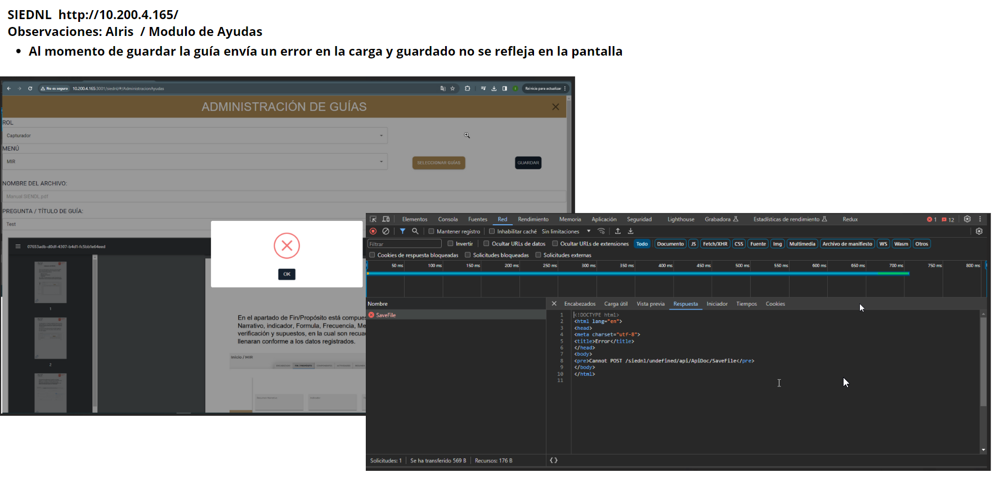 SIEDNL  http://10.200.4.165/
Observaciones: AIris  / Modulo de Ayudas
• Al momento de guardar la guía envía un error en la carga y guardado no se refleja en la pantalla
No es seguro 10.200.4.165:3001/siednl/#/AdministracionAyudas
Reinicia para actualizar
ADMINISTRACIÓN DE GUÍAS
ROL
Capturador
MENÚ
MIR
SELECCIONAR GUÍAS
GUARDAR
NOMBRE DEL ARCHIVO:
Manual SIENDL.pdf
PREGUNTA / TÍTULO DE GUÍA:
Test
07653adb-d0df-4307-b4d1-fc5bb1e64eed
1
2
OK
En el apartado de Fin/Propósito está compues
Narrativo, indicador, Formula, Frecuencia, Me
verificación y supuestos, en la cual son recua
llenaran conforme a los datos registrados.
Inicio / MIR
FIN / PROPÓSITO COMPONENTES ACTIVIDADES
Indicador
Elementos Consola Fuentes Red Rendimiento Memoria Aplicación Seguridad Lighthouse Grabadora Estadísticas de rendimiento Redux 1 12
Mantener registro Inhabilitar caché Sin limitaciones
Filtrar Invertir Ocultar URLs de datos Ocultar URLs de extensiones Todo Documento JS Fetch/XHR CSS Fuente Img Multimedia Archivo de manifiesto WS Wasm Otros
Cookies de respuesta bloqueadas Solicitudes bloqueadas Solicitudes externas
50 ms 100 ms 150 ms 200 ms 250 ms 300 ms 350 ms 400 ms 450 ms 500 ms 550 ms 600 ms 650 ms 700 ms 750 ms 800 ms
Nombre
SaveFile
Encabezados Carga útil Vista previa Respuesta Iniciador Tiempos Cookies
1 <!DOCTYPE html>
2 <html lang="en">
3 <head>
4 <meta charset="utf-8">
5 <title>Error</title>
6 </head>
7 <body>
8 <pre>Cannot POST /siednl/undefined/api/ApiDoc/SaveFile</pre>
9 </body>
10 </html>
11
Solicitudes: 1 Se ha transferido 569 B Recursos: 176 B
{}